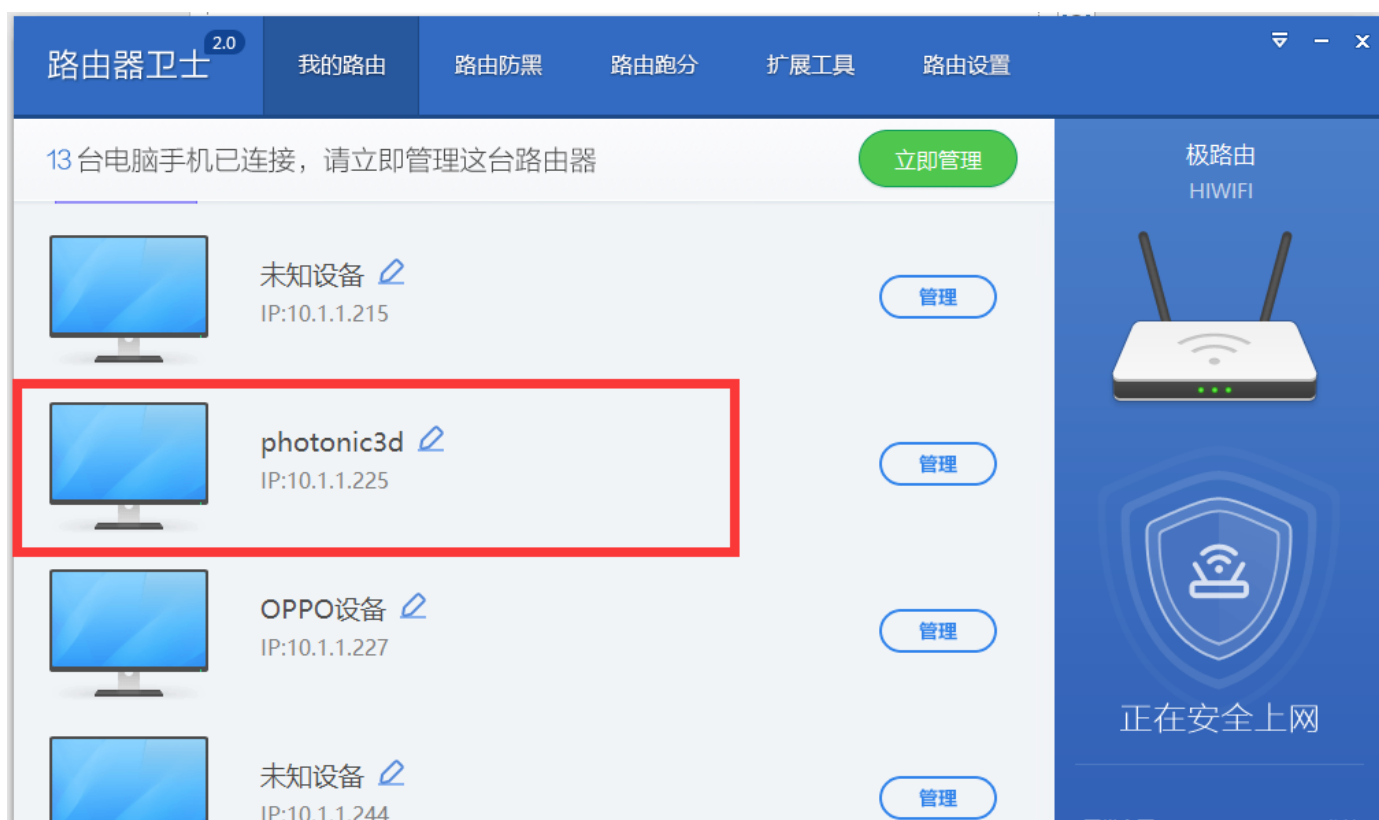 路由器卫士 2.0
我的路由 路由防黑 路由跑分 扩展工具 路由设置
13 台电脑手机已连接，请立即管理这台路由器 立即管理
未知设备
IP:10.1.1.215
管理
photonic3d
IP:10.1.1.225
管理
OPPO设备
IP:10.1.1.227
管理
未知设备
IP:10.1.1.244
管理
极路由
HIWIFI
正在安全上网